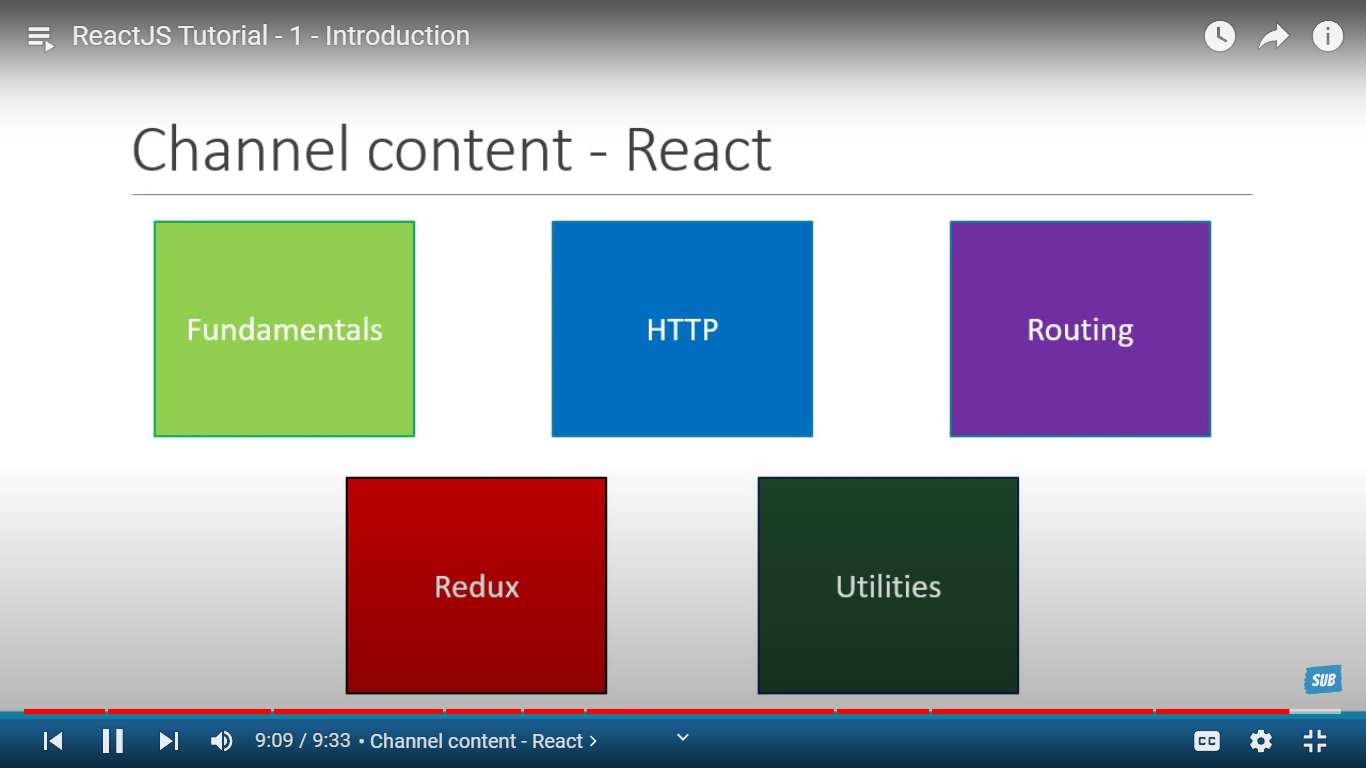 ReactJS Tutorial - 1 - Introduction
Channel content - React
Fundamentals
HTTP
Routing
Redux
Utilities
SUB
9:09 / 9:33 • Channel content - React
CC